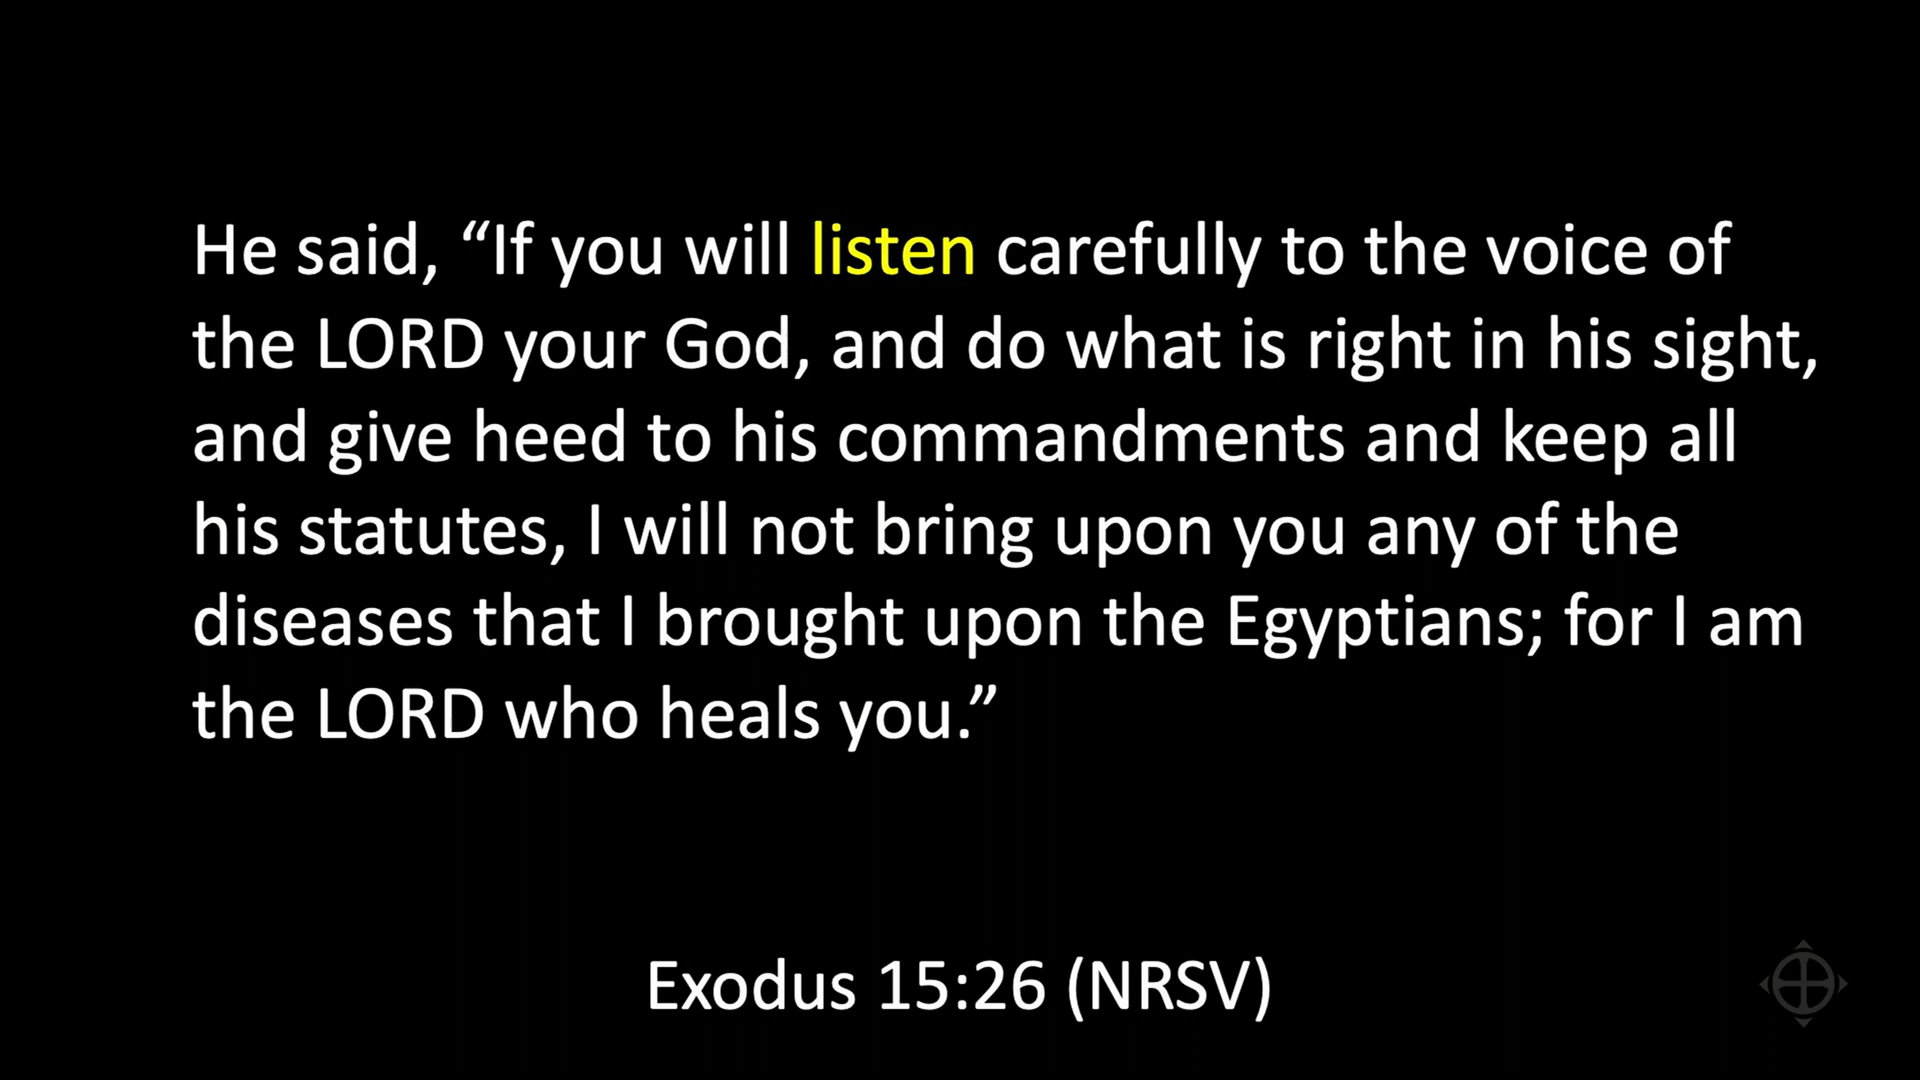 He said, “If you will listen carefully to the voice of
the LORD your God, and do what is right in his sight,
and give heed to his commandments and keep all
his statutes, I will not bring upon you any of the
diseases that I brought upon the Egyptians; for I am
the LORD who heals you.”
Exodus 15:26 (NRSV)